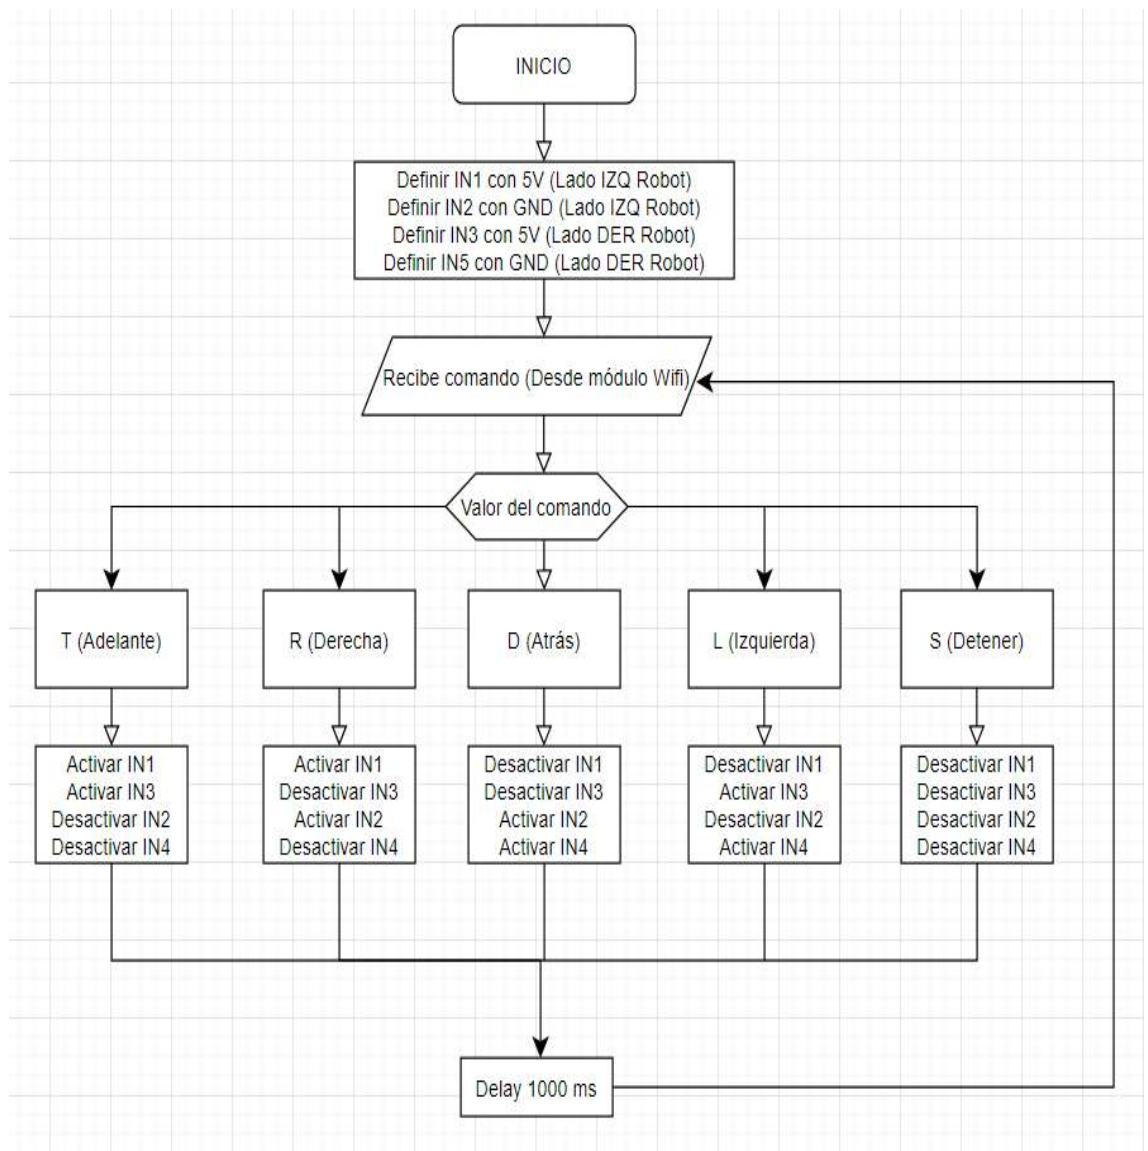 INICIO
Definir IN1 con 5V (Lado IZQ Robot)
Definir IN2 con GND (Lado IZQ Robot)
Definir IN3 con 5V (Lado DER Robot)
Definir IN5 con GND (Lado DER Robot)
Recibe comando (Desde módulo Wifi)
Valor del comando
T (Adelante)
R (Derecha)
D (Atrás)
L (Izquierda)
S (Detener)
Activar IN1
Activar IN3
Desactivar IN2
Desactivar IN4
Activar IN1
Desactivar IN3
Activar IN2
Desactivar IN4
Desactivar IN1
Desactivar IN3
Activar IN2
Activar IN4
Desactivar IN1
Activar IN3
Desactivar IN2
Activar IN4
Desactivar IN1
Desactivar IN3
Desactivar IN2
Desactivar IN4
Delay 1000 ms